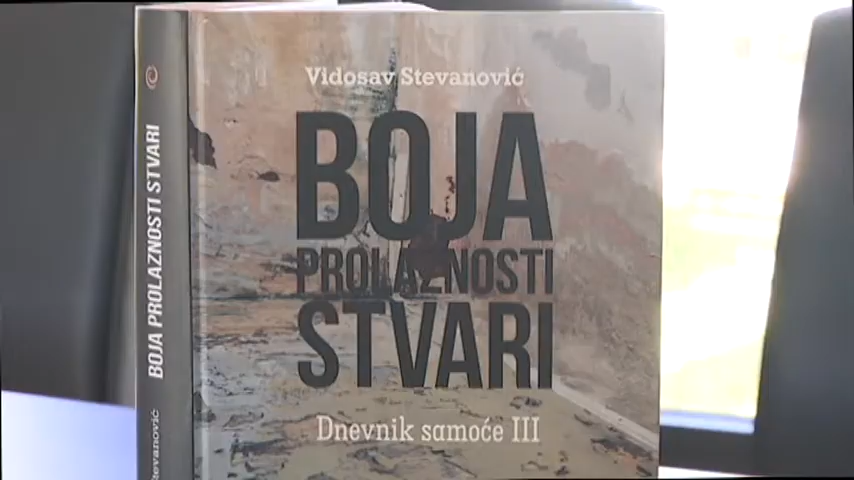 Vidosav Stevanović
BOJA
PROLAZNOSTI
STVARI
Dnevnik samoće III
BOJA PROLAZNOSTI STVARI
Stevanović